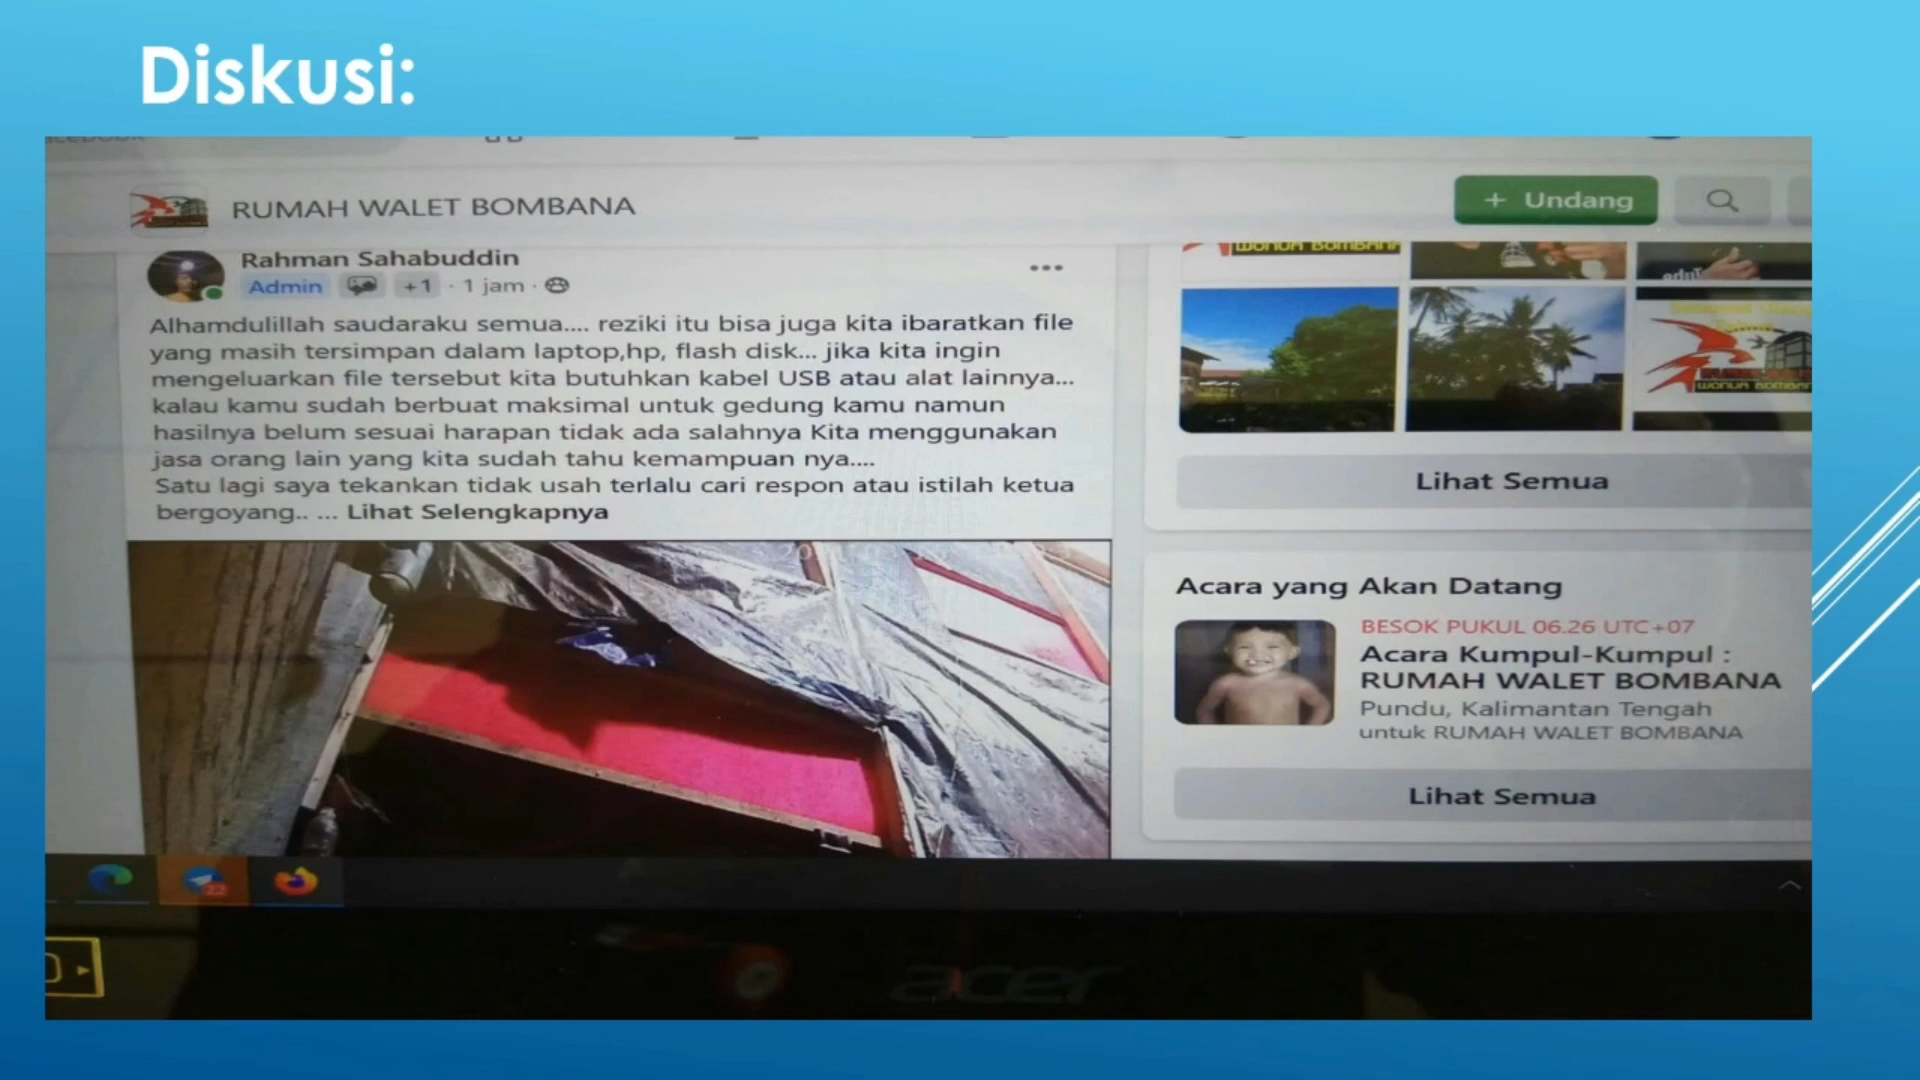 Diskusi:
RUMAH WALET BOMBANA
+ Undang
Rahman Sahabuddin
Admin +1 · 1 jam ·
Alhamdulillah saudaraku semua.... reziki itu bisa juga kita ibaratkan file
yang masih tersimpan dalam laptop,hp, flash disk... jika kita ingin
mengeluarkan file tersebut kita butuhkan kabel USB atau alat lainnya...
kalau kamu sudah berbuat maksimal untuk gedung kamu namun
hasilnya belum sesuai harapan tidak ada salahnya Kita menggunakan
jasa orang lain yang kita sudah tahu kemampuan nya....
Satu lagi saya tekankan tidak usah terlalu cari respon atau istilah ketua
bergoyang.. ... Lihat Selengkapnya
WONUA BOMBANA
Lihat Semua
Acara yang Akan Datang
BESOK PUKUL 06.26 UTC+07
Acara Kumpul-Kumpul :
RUMAH WALET BOMBANA
Pundu, Kalimantan Tengah
untuk RUMAH WALET BOMBANA
Lihat Semua
22
acer